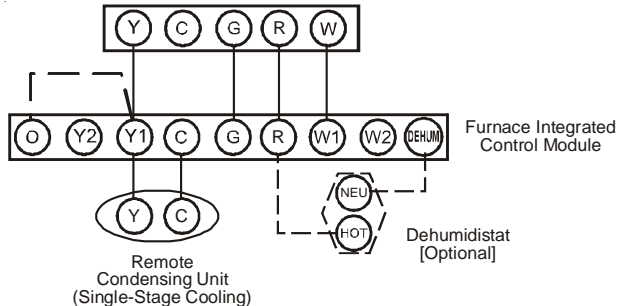 Y C G R W
O Y2 Y1 C G R W1 W2 DEHUM
Furnace Integrated
Control Module
NEU
Y C
HOT
Dehumidistat
[Optional]
Remote
Condensing Unit
(Single-Stage Cooling)